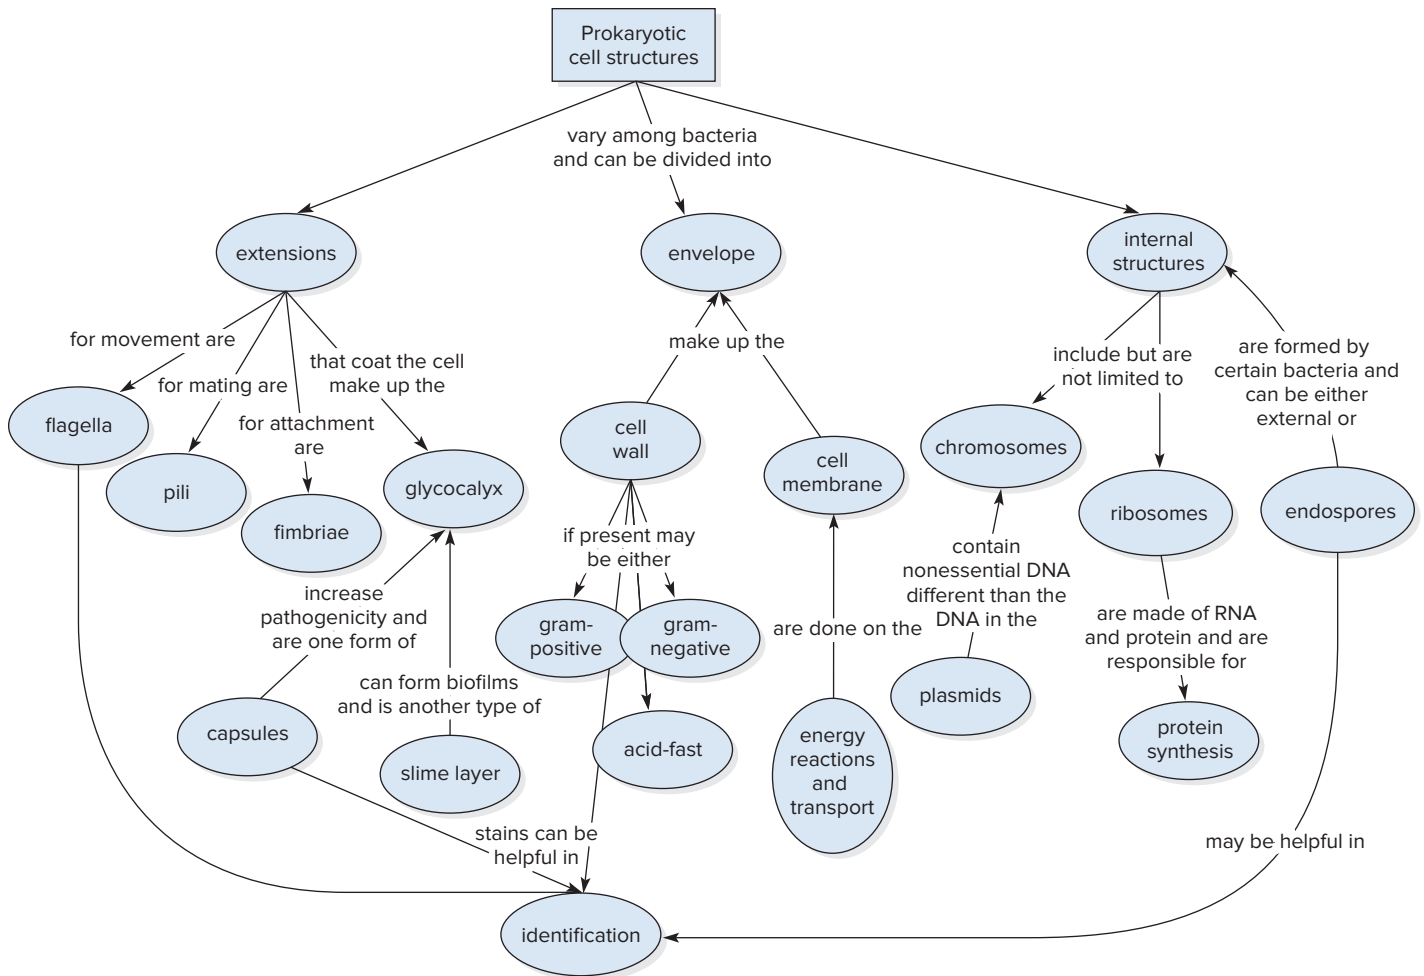 Prokaryotic
cell structures
vary among bacteria
and can be divided into
extensions
envelope
internal
structures
for movement are
for mating are
for attachment
are
that coat the cell
make up the
make up the
include but are
not limited to
are formed by
certain bacteria and
can be either
external or
flagella
pili
fimbriae
glycocalyx
cell
wall
cell
membrane
chromosomes
ribosomes
endospores
increase
pathogenicity and
are one form of
can form biofilms
and is another type of
if present may
be either
gram-
positive
gram-
negative
acid-fast
are done on the
contain
nonessential DNA
different than the
DNA in the
are made of RNA
and protein and are
responsible for
capsules
slime layer
energy
reactions
and
transport
plasmids
protein
synthesis
stains can be
helpful in
may be helpful in
identification